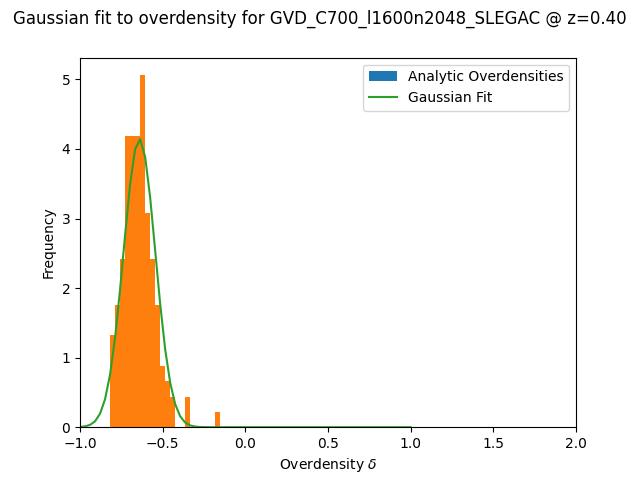 Gaussian fit to overdensity for GVD_C700_l1600n2048_SLEGAC @ z=0.40
Analytic Overdensities
Gaussian Fit
5
4
3
2
1
0
Frequency
−1.0 −0.5 0.0 0.5 1.0 1.5 2.0
Overdensity δ